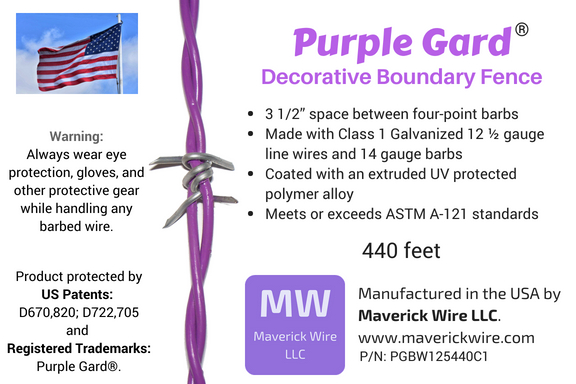 Purple Gard®
Decorative Boundary Fence
• 3 1/2” space between four-point barbs
• Made with Class 1 Galvanized 12 ½ gauge
line wires and 14 gauge barbs
• Coated with an extruded UV protected
polymer alloy
• Meets or exceeds ASTM A-121 standards
440 feet
Warning:
Always wear eye
protection, gloves, and
other protective gear
while handling any
barbed wire.
Product protected by
US Patents:
D670,820; D722,705
and
Registered Trademarks:
Purple Gard®.
MW
Maverick Wire
LLC
Manufactured in the USA by
Maverick Wire LLC.
www.maverickwire.com
P/N: PGBW125440C1